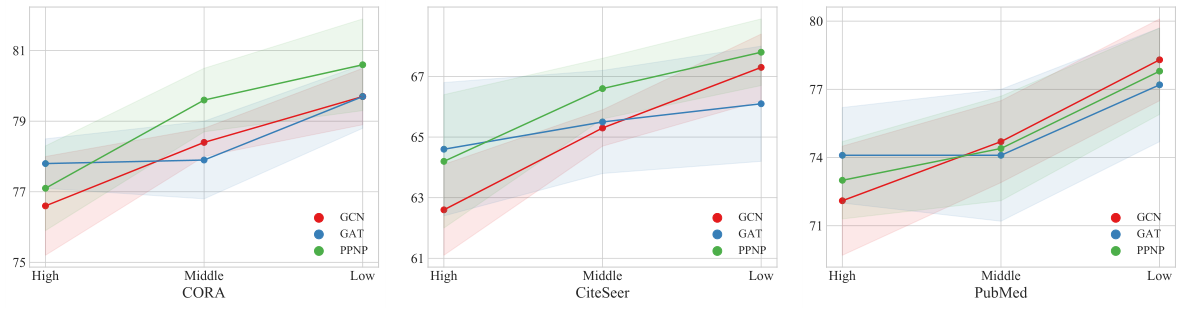 81
79
77
75
High
Middle
Low
CORA
GCN
GAT
PPNP
67
65
63
61
High
Middle
Low
CiteSeer
GCN
GAT
PPNP
80
77
74
71
High
Middle
Low
PubMed
GCN
GAT
PPNP